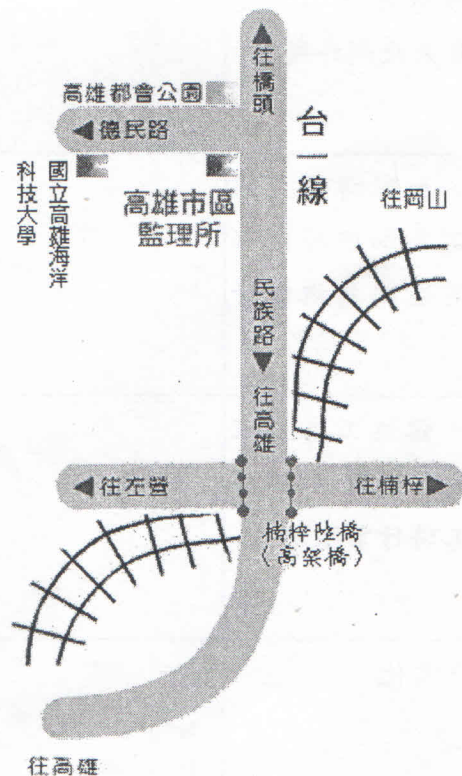 ▲往橋頭
高雄都會公園
◀德民路
台一線
國立高雄海洋
科技大學
高雄市區
監理所
往岡山
民族路
▼往高雄
◀往左營
往楠梓▶
楠梓陸橋
(高架橋)
往高雄